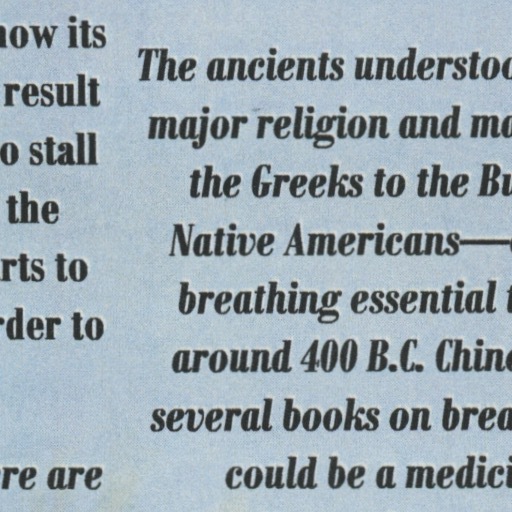 now its
result
o stall
the
rts to
rder to
ere are
The ancients understoo
major religion and ma
the Greeks to the Bu
Native Americans—
breathing essential t
around 400 B.C. Chine
several books on brea
could be a medici